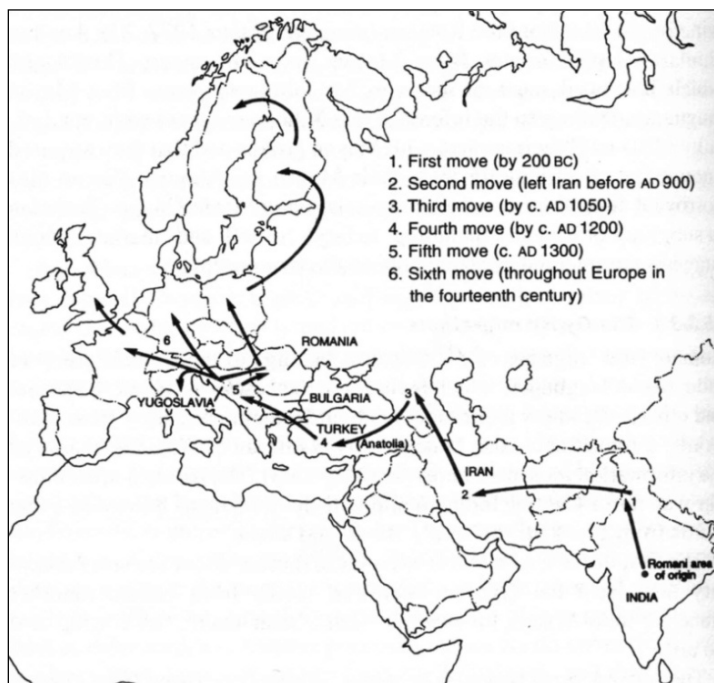 1. First move (by 200 BC)
2. Second move (left Iran before AD 900)
3. Third move (by c. AD 1050)
4. Fourth move (by c. AD 1200)
5. Fifth move (c. AD 1300)
6. Sixth move (throughout Europe in
the fourteenth century)
ROMANIA
6
BULGARIA
YUGOSLAVIA
5
TURKEY
4
(Anatolia)
3
IRAN
2
1
Romani area
of origin
INDIA